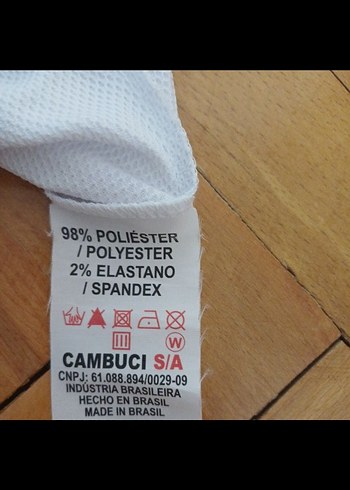 98% POLIÉSTER
/ POLYESTER
2% ELASTANO
/ SPANDEX
W
CAMBUCI S/A
CNPJ: 61.088.894/0029-09
INDÚSTRIA BRASILEIRA
HECHO EN BRASIL
MADE IN BRASIL